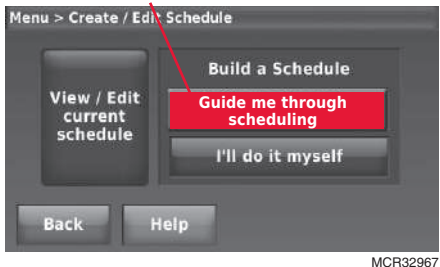 Menu > Create / Edit Schedule
Build a Schedule
View / Edit
current
schedule
Guide me through
scheduling
I'll do it myself
Back
Help
MCR32967